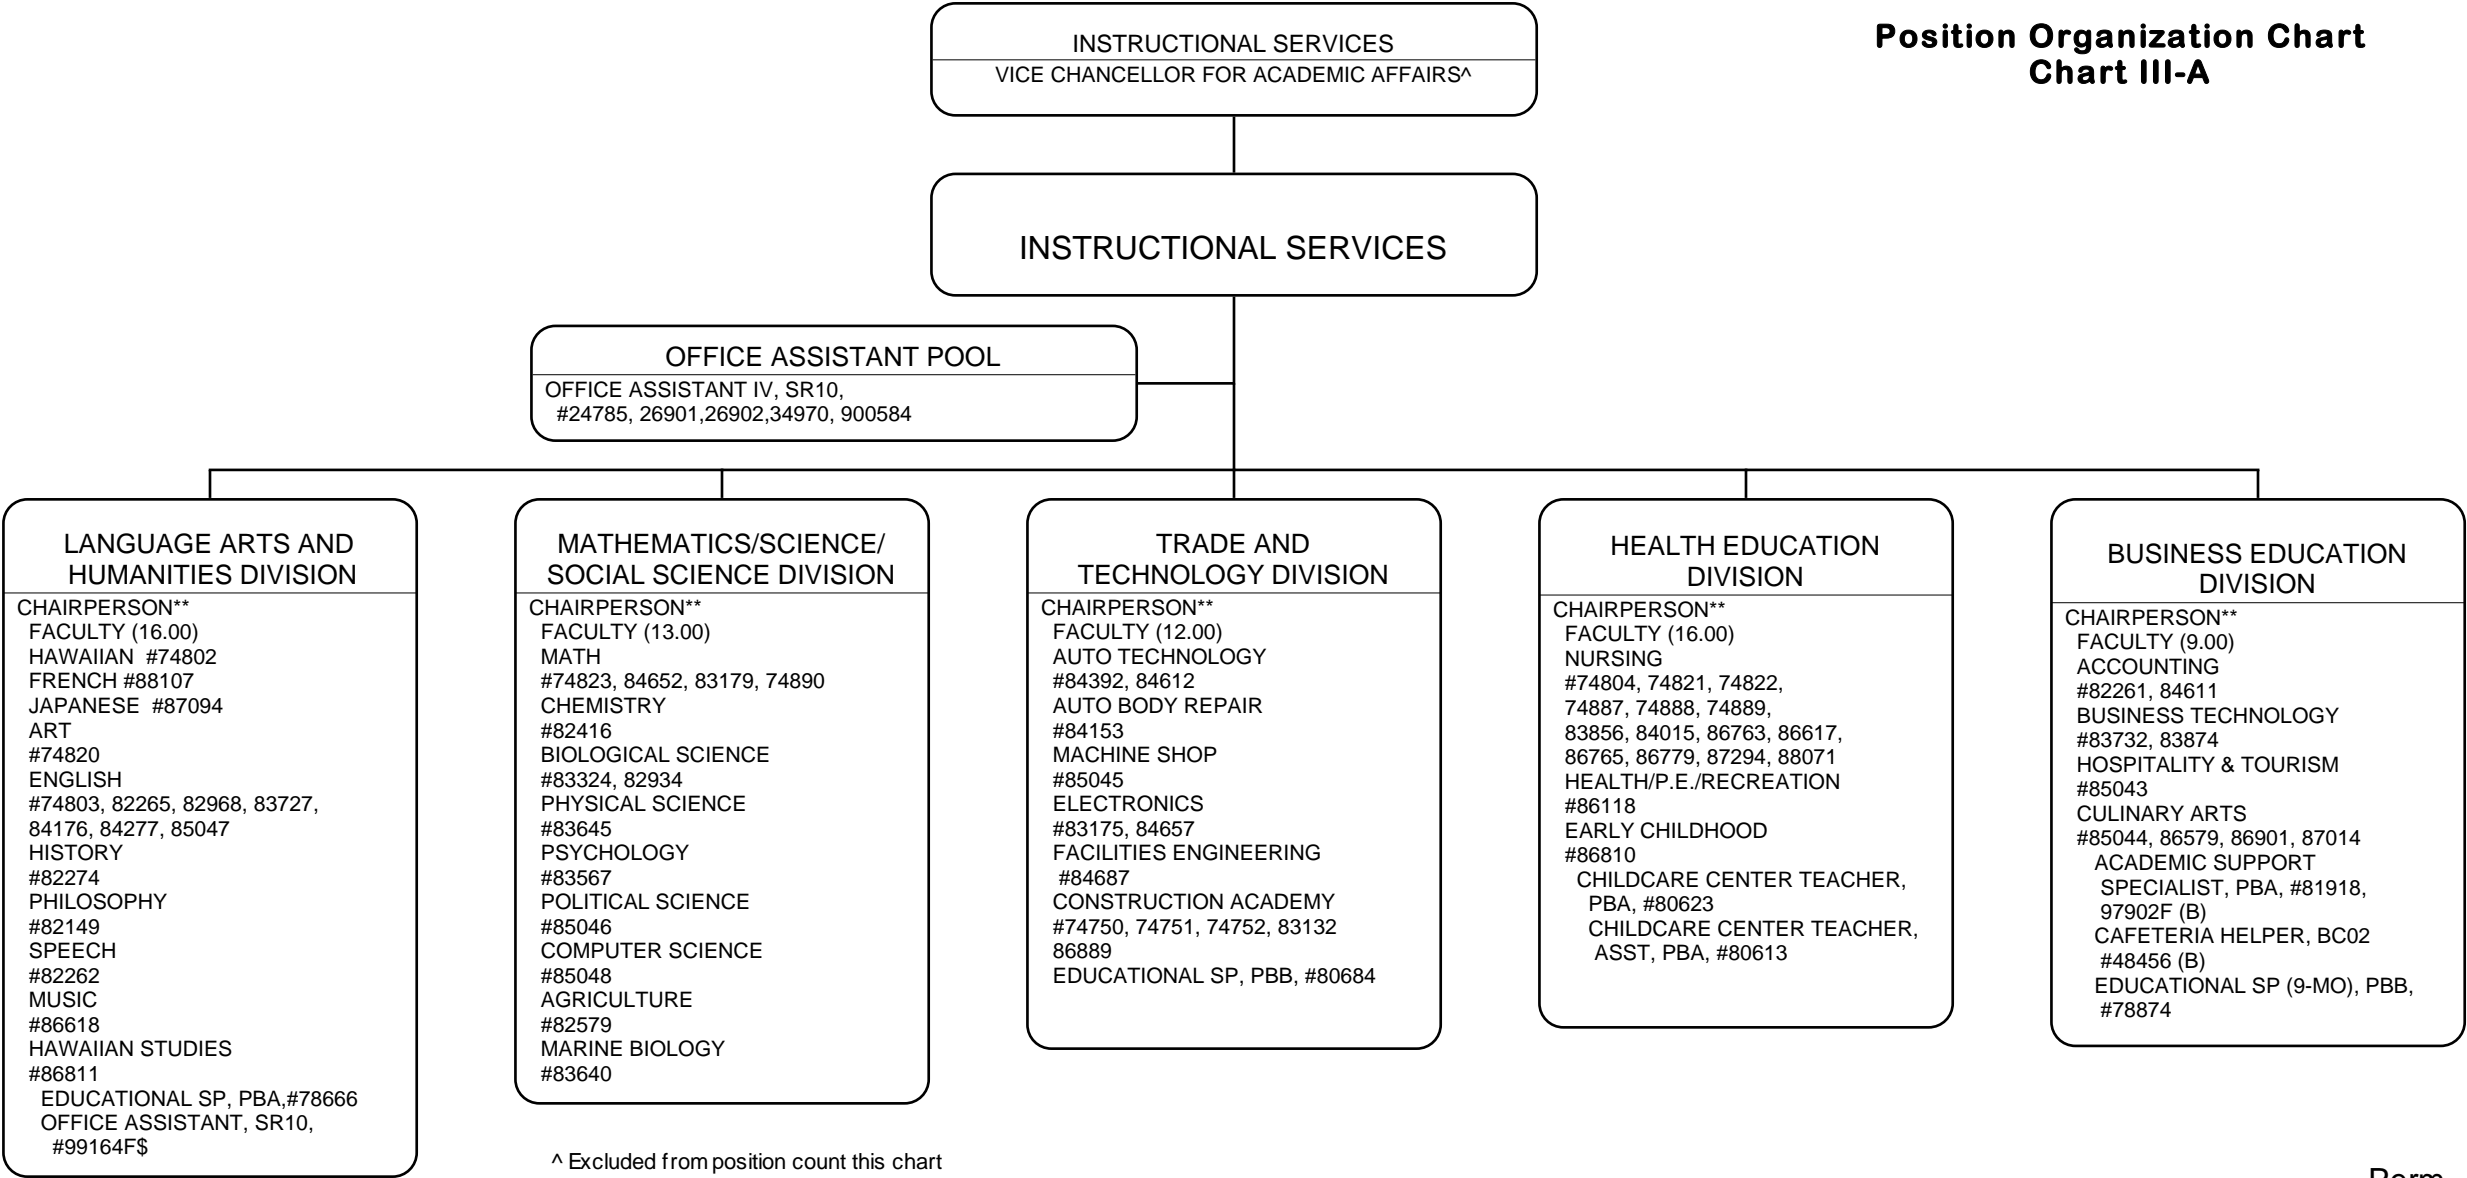 Position Organization Chart
Chart III-A
INSTRUCTIONAL SERVICES
VICE CHANCELLOR FOR ACADEMIC AFFAIRS^
INSTRUCTIONAL SERVICES
OFFICE ASSISTANT POOL
OFFICE ASSISTANT IV, SR10,
#24785, 26901,26902,34970, 900584
LANGUAGE ARTS AND
HUMANITIES DIVISION
CHAIRPERSON**
FACULTY (16.00)
HAWAIIAN #74802
FRENCH #88107
JAPANESE #87094
ART
#74820
ENGLISH
#74803, 82265, 82968, 83727,
84176, 84277, 85047
HISTORY
#82274
PHILOSOPHY
#82149
SPEECH
#82262
MUSIC
#86618
HAWAIIAN STUDIES
#86811
EDUCATIONAL SP, PBA,#78666
OFFICE ASSISTANT, SR10,
#99164F$
MATHEMATICS/SCIENCE/
SOCIAL SCIENCE DIVISION
CHAIRPERSON**
FACULTY (13.00)
MATH
#74823, 84652, 83179, 74890
CHEMISTRY
#82416
BIOLOGICAL SCIENCE
#83324, 82934
PHYSICAL SCIENCE
#83645
PSYCHOLOGY
#83567
POLITICAL SCIENCE
#85046
COMPUTER SCIENCE
#85048
AGRICULTURE
#82579
MARINE BIOLOGY
#83640
TRADE AND
TECHNOLOGY DIVISION
CHAIRPERSON**
FACULTY (12.00)
AUTO TECHNOLOGY
#84392, 84612
AUTO BODY REPAIR
#84153
MACHINE SHOP
#85045
ELECTRONICS
#83175, 84657
FACILITIES ENGINEERING
#84687
CONSTRUCTION ACADEMY
#74750, 74751, 74752, 83132
86889
EDUCATIONAL SP, PBB, #80684
HEALTH EDUCATION
DIVISION
CHAIRPERSON**
FACULTY (16.00)
NURSING
#74804, 74821, 74822,
74887, 74888, 74889,
83856, 84015, 86763, 86617,
86765, 86779, 87294, 88071
HEALTH/P.E./RECREATION
#86118
EARLY CHILDHOOD
#86810
CHILDCARE CENTER TEACHER,
PBA, #80623
CHILDCARE CENTER TEACHER,
ASST, PBA, #80613
BUSINESS EDUCATION
DIVISION
CHAIRPERSON**
FACULTY (9.00)
ACCOUNTING
#82261, 84611
BUSINESS TECHNOLOGY
#83732, 83874
HOSPITALITY & TOURISM
#85043
CULINARY ARTS
#85044, 86579, 86901, 87014
ACADEMIC SUPPORT
SPECIALIST, PBA, #81918,
97902F (B)
CAFETERIA HELPER, BC02
#48456 (B)
EDUCATIONAL SP (9-MO), PBB,
#78874
^ Excluded from position count this chart